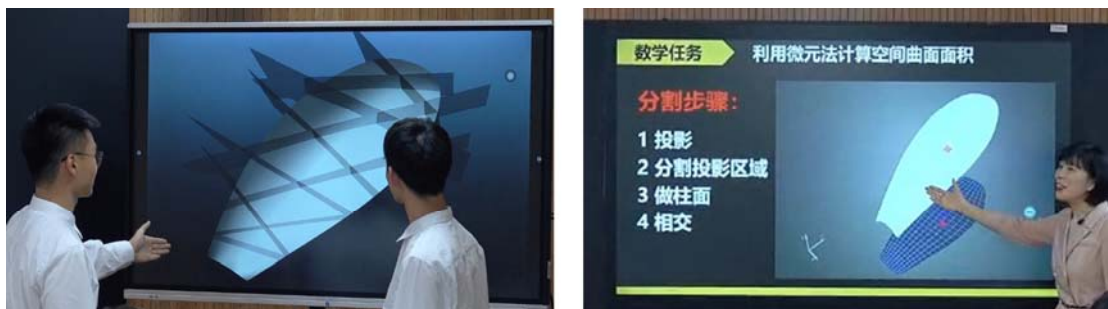 数学任务
利用微元法计算空间曲面面积
分割步骤：
1 投影
2 分割投影区域
3 做柱面
4 相交